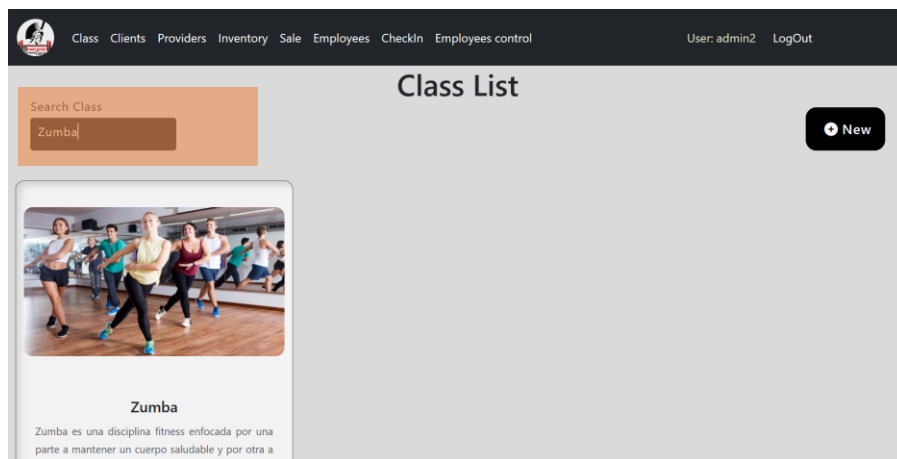 Class Clients Providers Inventory Sale Employees CheckIn Employees control User: admin2 LogOut
Class List
Search Class
Zumba
New
Zumba
Zumba es una disciplina fitness enfocada por una
parte a mantener un cuerpo saludable y por otra a